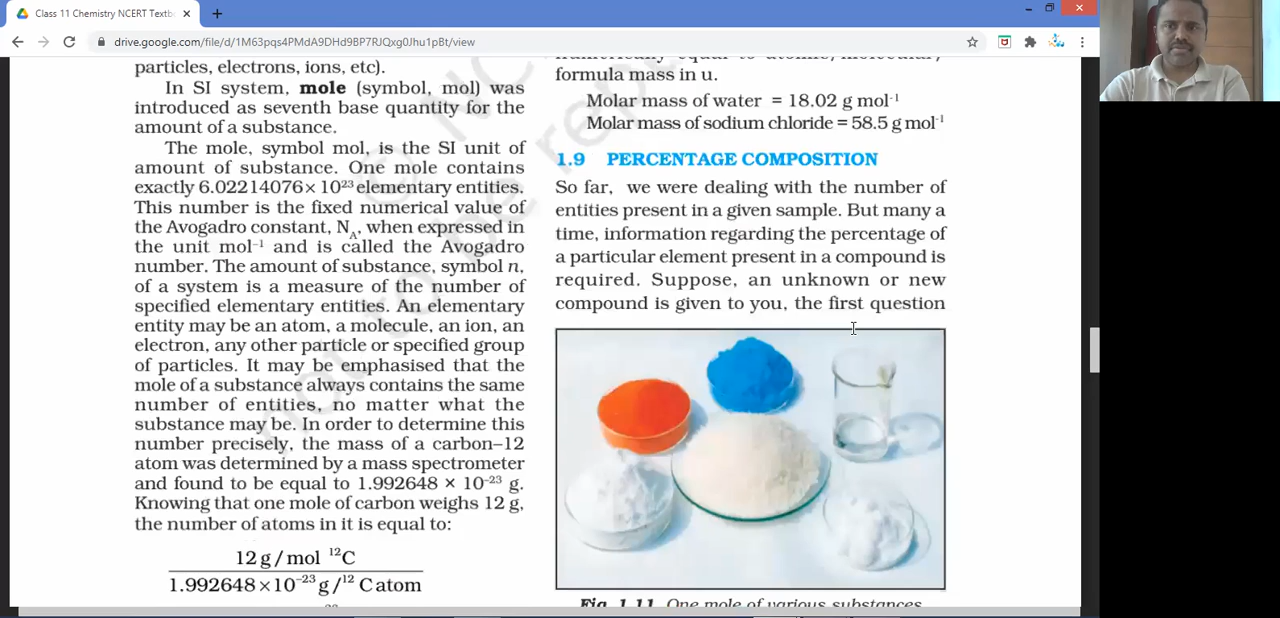 Class 11 Chemistry NCERT Textb
drive.google.com/file/d/1M63pqs4PMdA9DHd9BP7RJQxg0Jhu1pBt/view
particles, electrons, ions, etc).
In SI system, mole (symbol, mol) was
introduced as seventh base quantity for the
amount of a substance.
The mole, symbol mol, is the SI unit of
amount of substance. One mole contains
exactly 6.02214076× 10²³ elementary entities.
This number is the fixed numerical value of
the Avogadro constant, N_A, when expressed in
the unit mol⁻¹ and is called the Avogadro
number. The amount of substance, symbol n,
of a system is a measure of the number of
specified elementary entities. An elementary
entity may be an atom, a molecule, an ion, an
electron, any other particle or specified group
of particles. It may be emphasised that the
mole of a substance always contains the same
number of entities, no matter what the
substance may be. In order to determine this
number precisely, the mass of a carbon–12
atom was determined by a mass spectrometer
and found to be equal to 1.992648 × 10⁻²³ g.
Knowing that one mole of carbon weighs 12 g,
the number of atoms in it is equal to:
12 g / mol ¹²C
1.992648 ×10⁻²³ g /¹² C atom
numerically equal to atomic/molecular/
formula mass in u.
Molar mass of water = 18.02 g mol⁻¹
Molar mass of sodium chloride = 58.5 g mol⁻¹
1.9 PERCENTAGE COMPOSITION
So far, we were dealing with the number of
entities present in a given sample. But many a
time, information regarding the percentage of
a particular element present in a compound is
required. Suppose, an unknown or new
compound is given to you, the first question
Fig. 1.11 One mole of various substances